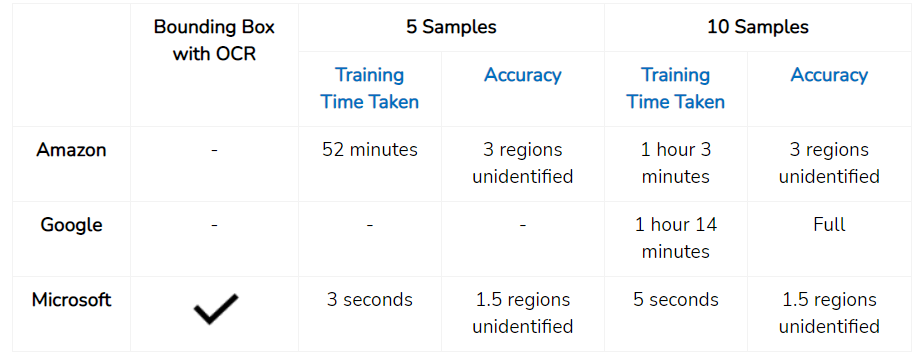 Bounding Box
with OCR
5 Samples
10 Samples
Training
Time Taken
Accuracy
Training
Time Taken
Accuracy
Amazon
-
52 minutes
3 regions
unidentified
1 hour 3
minutes
3 regions
unidentified
Google
-
-
-
1 hour 14
minutes
Full
Microsoft
3 seconds
1.5 regions
unidentified
5 seconds
1.5 regions
unidentified